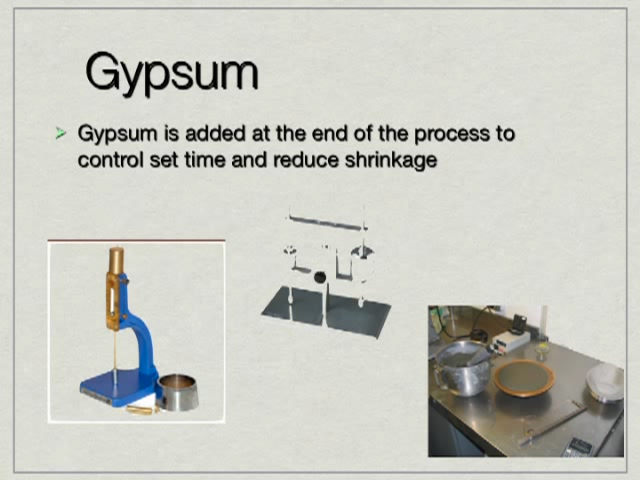 Gypsum
Gypsum is added at the end of the process to
control set time and reduce shrinkage